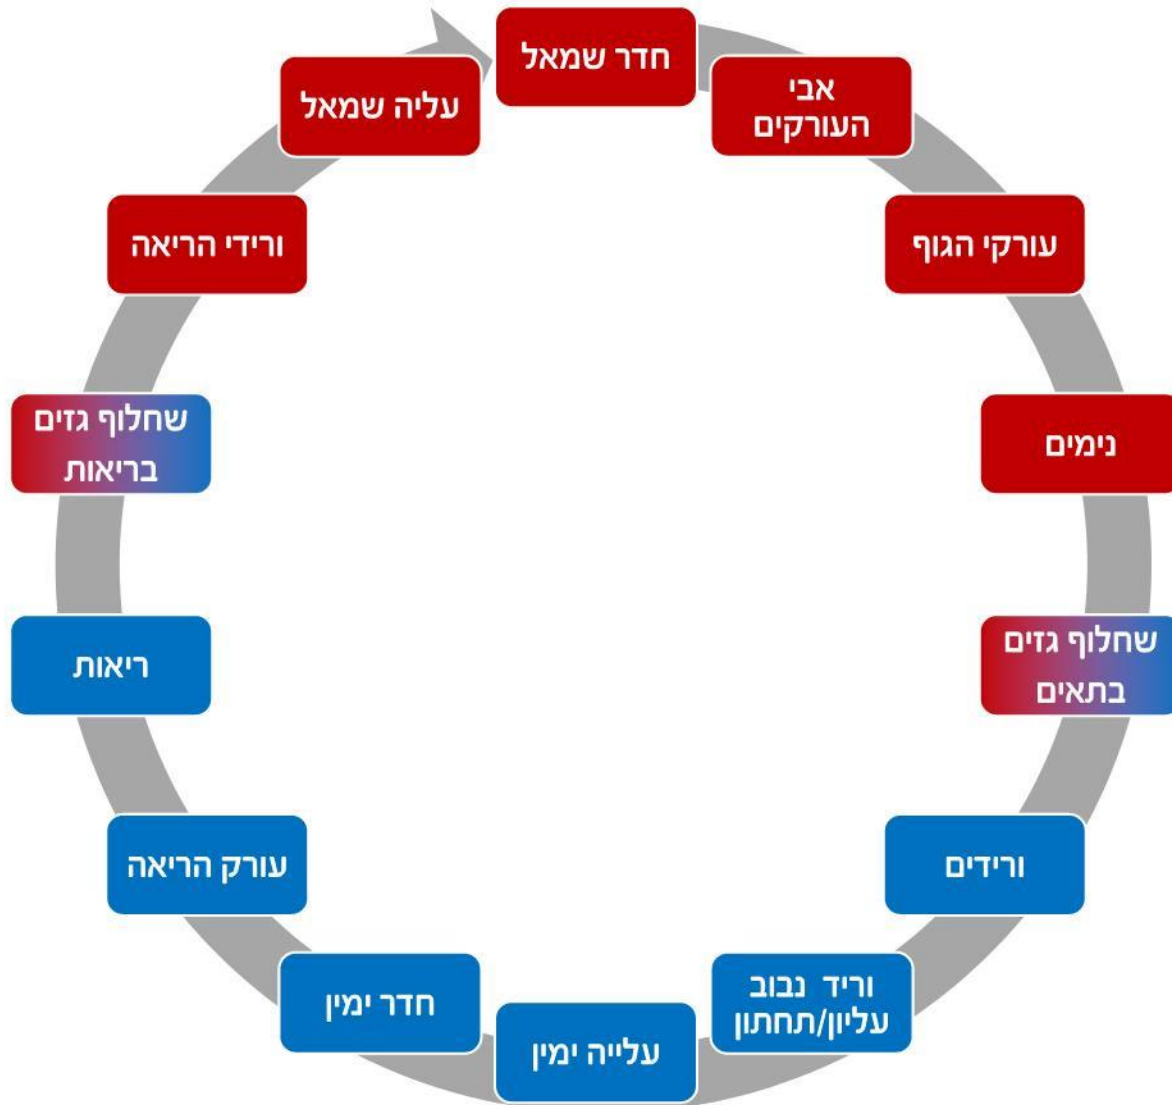 חדר שמאל
אבי
העורקים
עורקי הגוף
נימים
שחלוף גזים
בתאים
ורידים
וריד נבוב
עליון/תחתון
עלייה ימין
חדר ימין
עורק הריאה
ריאות
שחלוף גזים
בריאות
ורידי הריאה
עליה שמאל